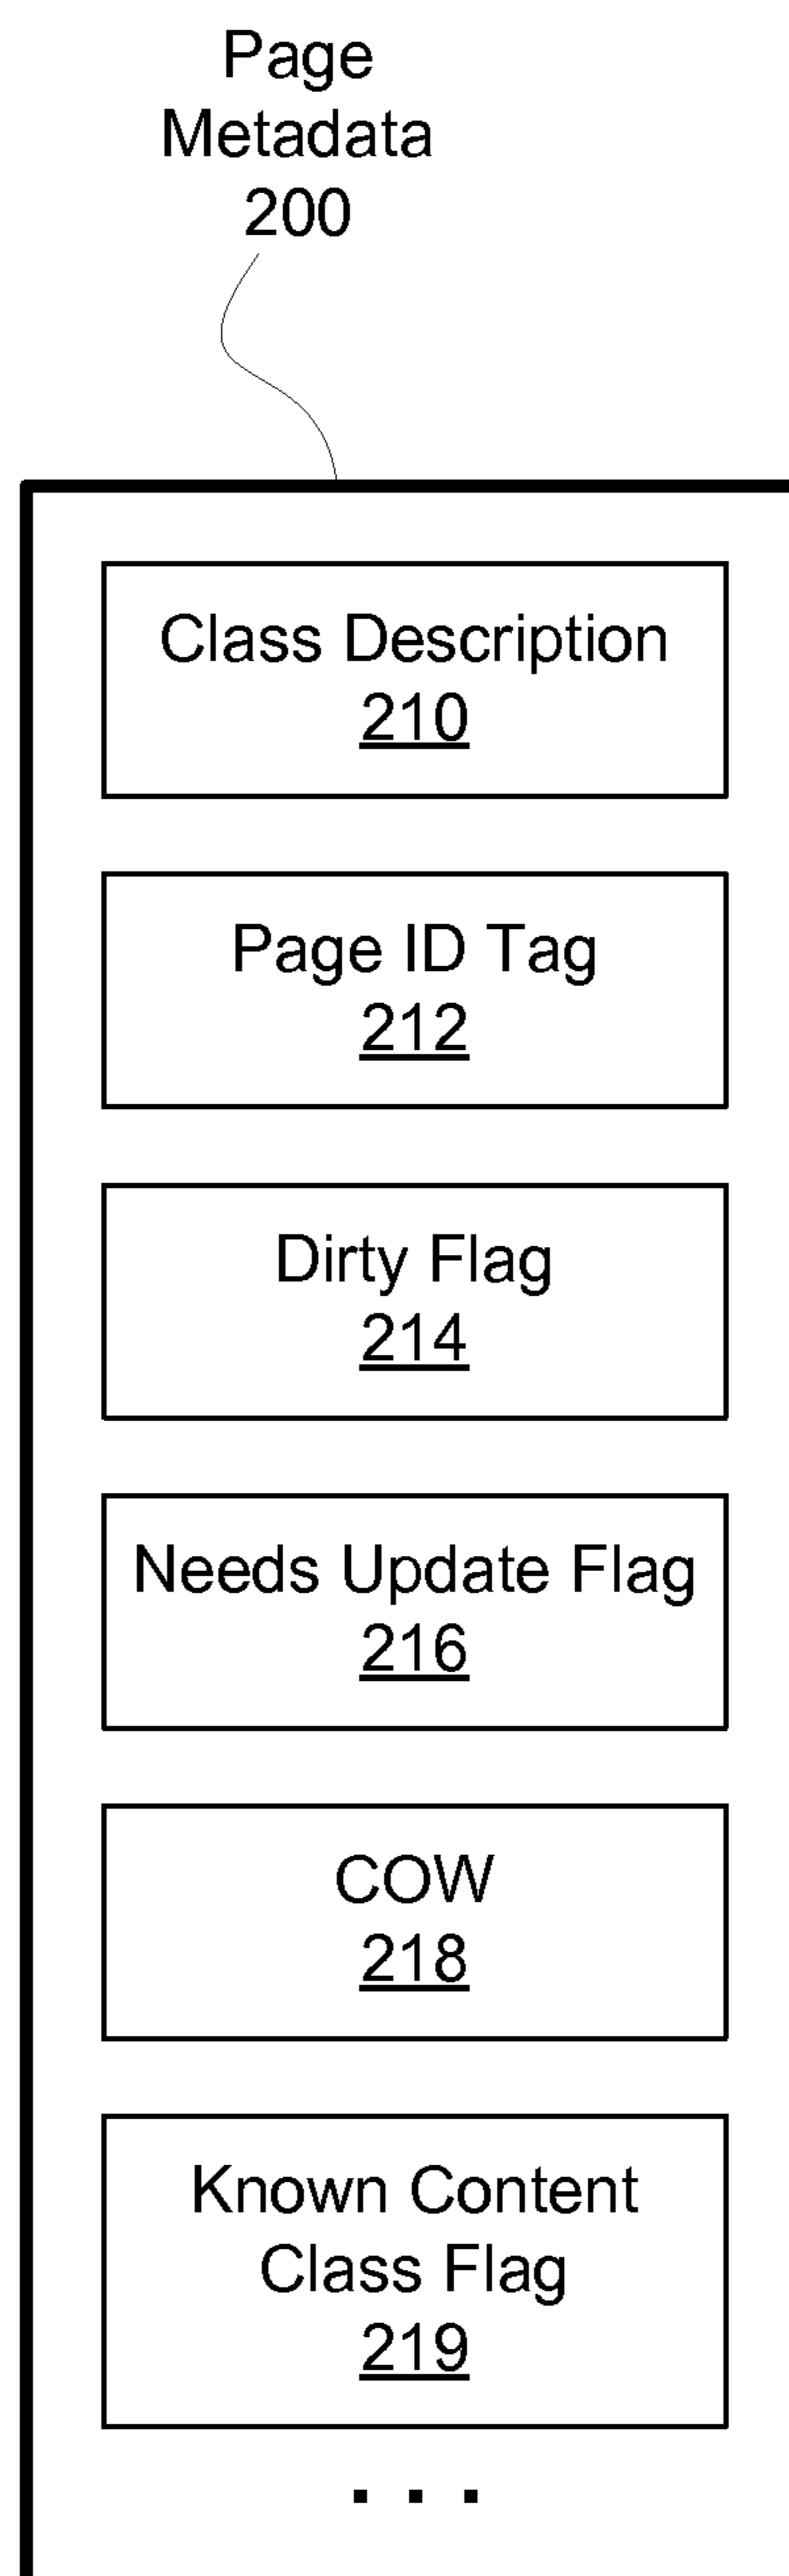 Page
Metadata
200
Class Description
210
Page ID Tag
212
Dirty Flag
214
Needs Update Flag
216
COW
218
Known Content
Class Flag
219
. . .